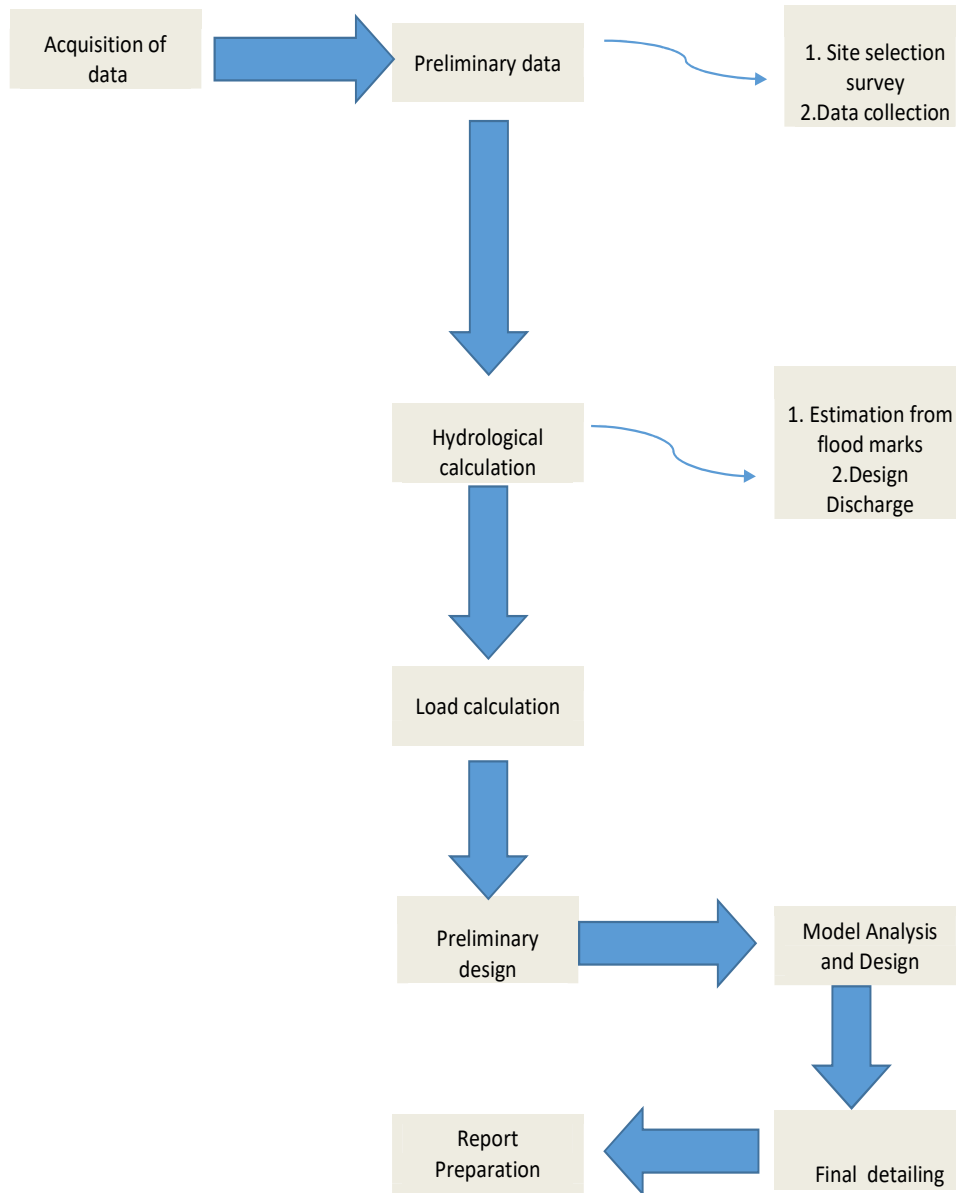 Acquisition of
data
Preliminary data
1. Site selection
survey
2.Data collection
Hydrological
calculation
1. Estimation from
flood marks
2.Design
Discharge
Load calculation
Preliminary
design
Model Analysis
and Design
Final detailing
Report
Preparation